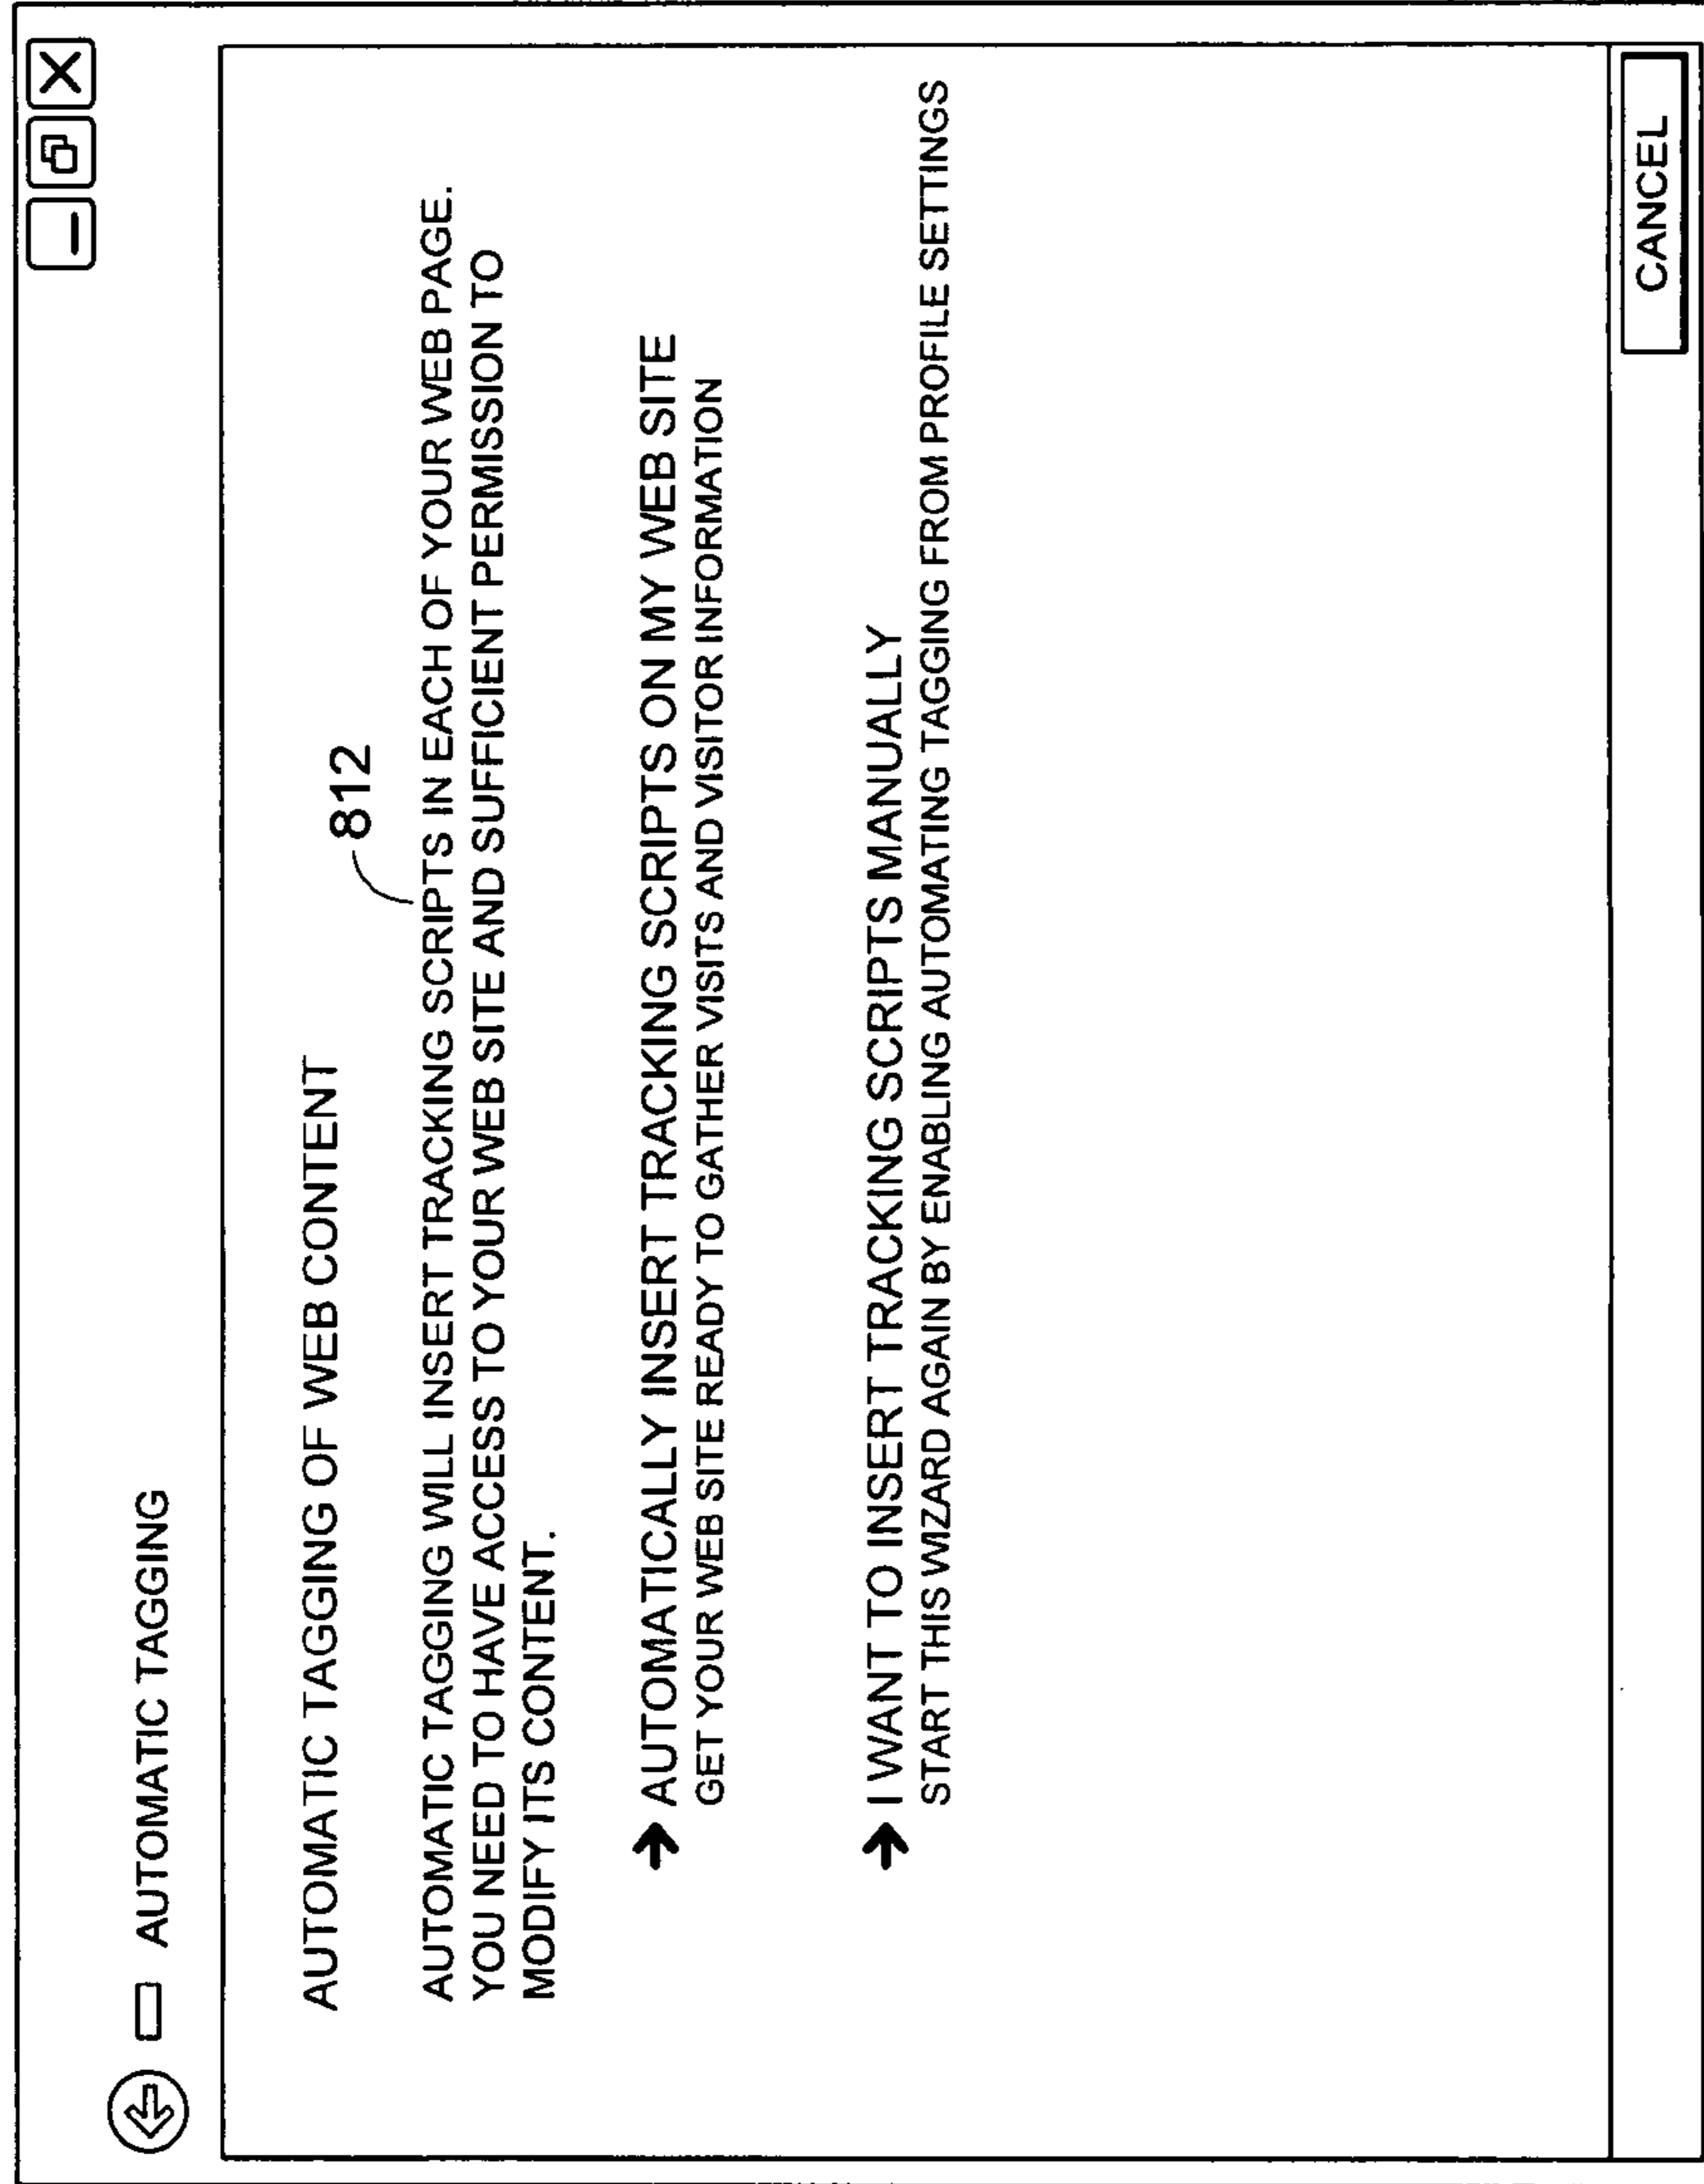 AUTOMATIC TAGGING
AUTOMATIC TAGGING OF WEB CONTENT
812
AUTOMATIC TAGGING WILL INSERT TRACKING SCRIPTS IN EACH OF YOUR WEB PAGE.
YOU NEED TO HAVE ACCESS TO YOUR WEB SITE AND SUFFICIENT PERMISSION TO
MODIFY ITS CONTENT.
AUTOMATICALLY INSERT TRACKING SCRIPTS ON MY WEB SITE
GET YOUR WEB SITE READY TO GATHER VISITS AND VISITOR INFORMATION
I WANT TO INSERT TRACKING SCRIPTS MANUALLY
START THIS WIZARD AGAIN BY ENABLING AUTOMATING TAGGING FROM PROFILE SETTINGS
CANCEL